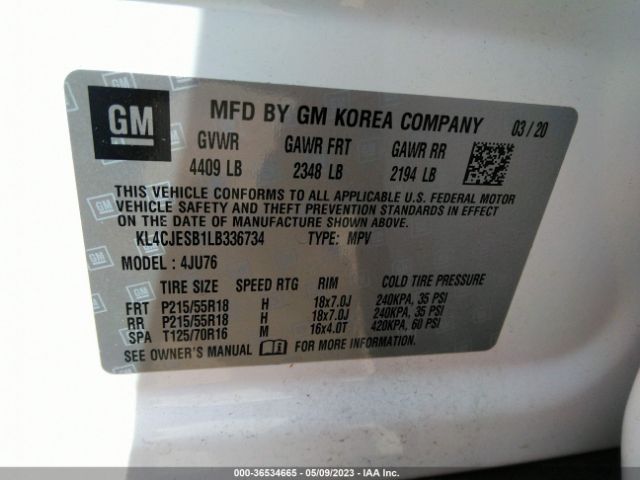 GM
MFD BY GM KOREA COMPANY 03/20
GVWR GAWR FRT GAWR RR
4409 LB 2348 LB 2194 LB
THIS VEHICLE CONFORMS TO ALL APPLICABLE U.S. FEDERAL MOTOR
VEHICLE SAFETY AND THEFT PREVENTION STANDARDS IN EFFECT
ON THE DATE OF MANUFACTURE SHOWN ABOVE.
KL4CJESB1LB336734 TYPE: MPV
MODEL: 4JU76
TIRE SIZE SPEED RTG RIM COLD TIRE PRESSURE
FRT P215/55R18 H 18x7.0J 240KPA, 35 PSI
RR P215/55R18 H 18x7.0J 240KPA, 35 PSI
SPA T125/70R16 M 16x4.0T 420KPA, 60 PSI
SEE OWNER'S MANUAL FOR MORE INFORMATION.
000-36534665 - 05/09/2023 - IAA Inc.